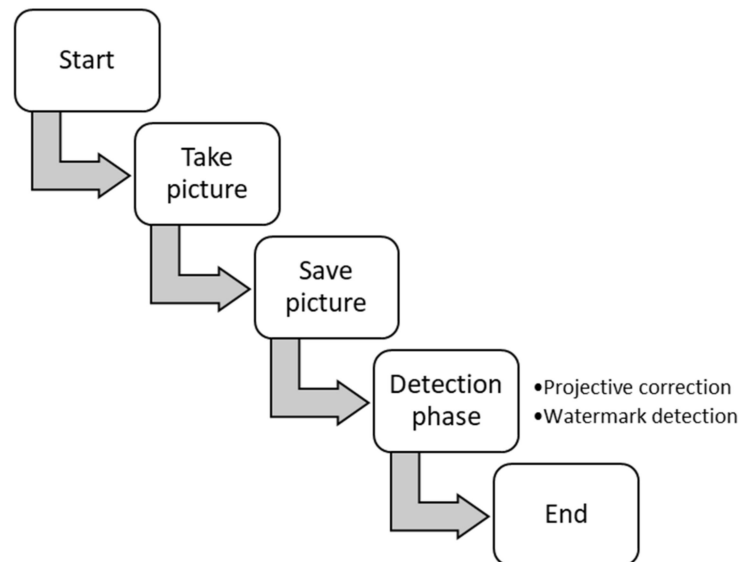 Start
Take
picture
Save
picture
Detection
phase
•Projective correction
•Watermark detection
End